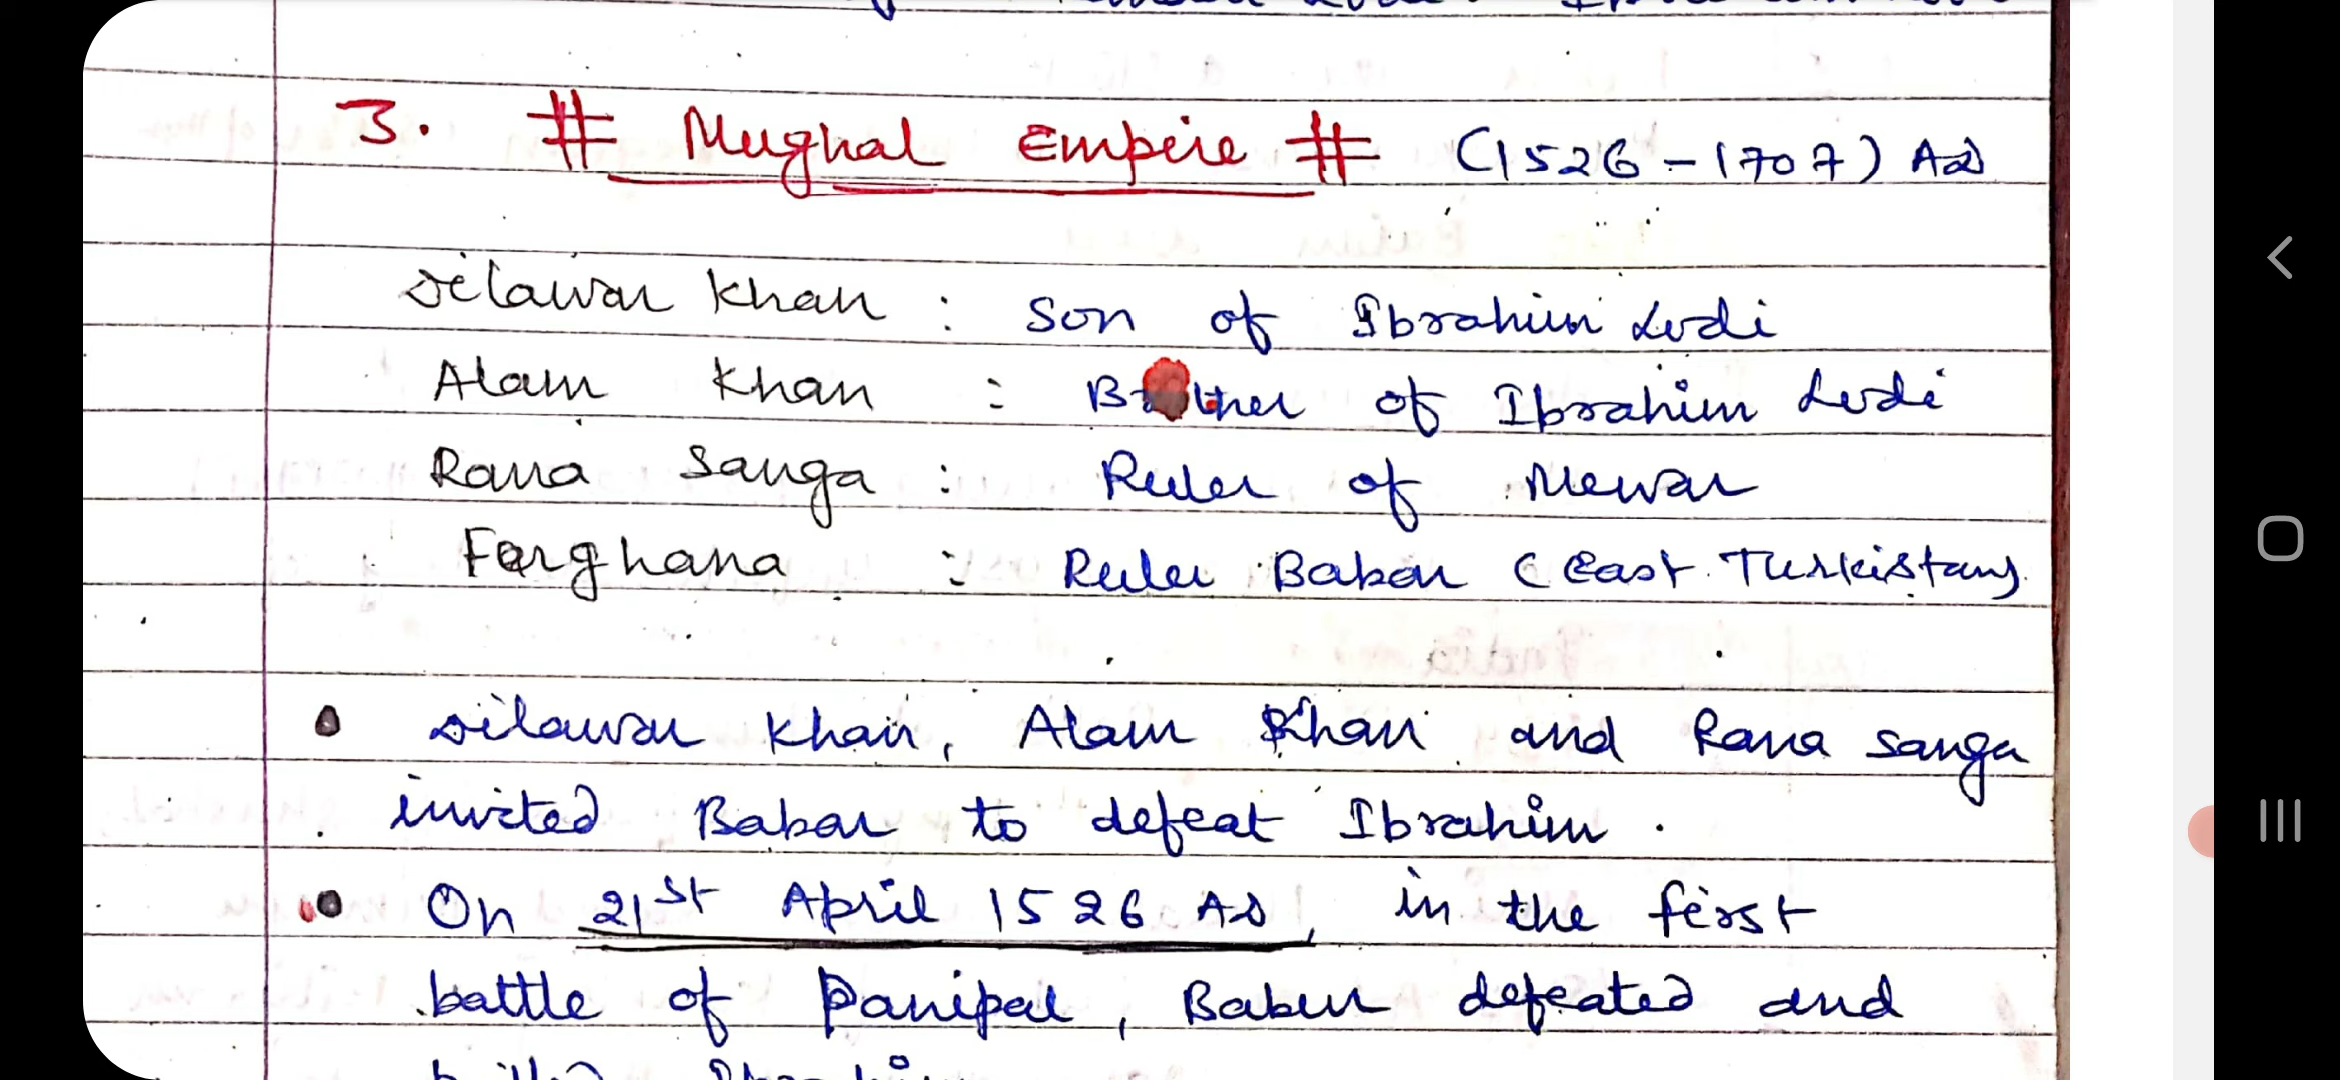 3. # Mughal Empire # (1526-1707) AD
Dilawar Khan : Son of Ibrahim Lodi
Alam Khan : Brother of Ibrahim Lodi
Rana Sanga : Ruler of Mewar
Farghana : Ruler Babar (East Turkistan)
Dilawar Khan, Alam Khan and Rana Sanga
invited Babar to defeat Ibrahim.
On 21st April 1526 AD, in the first
battle of Panipat, Babur defeated and
killed Ibrahim